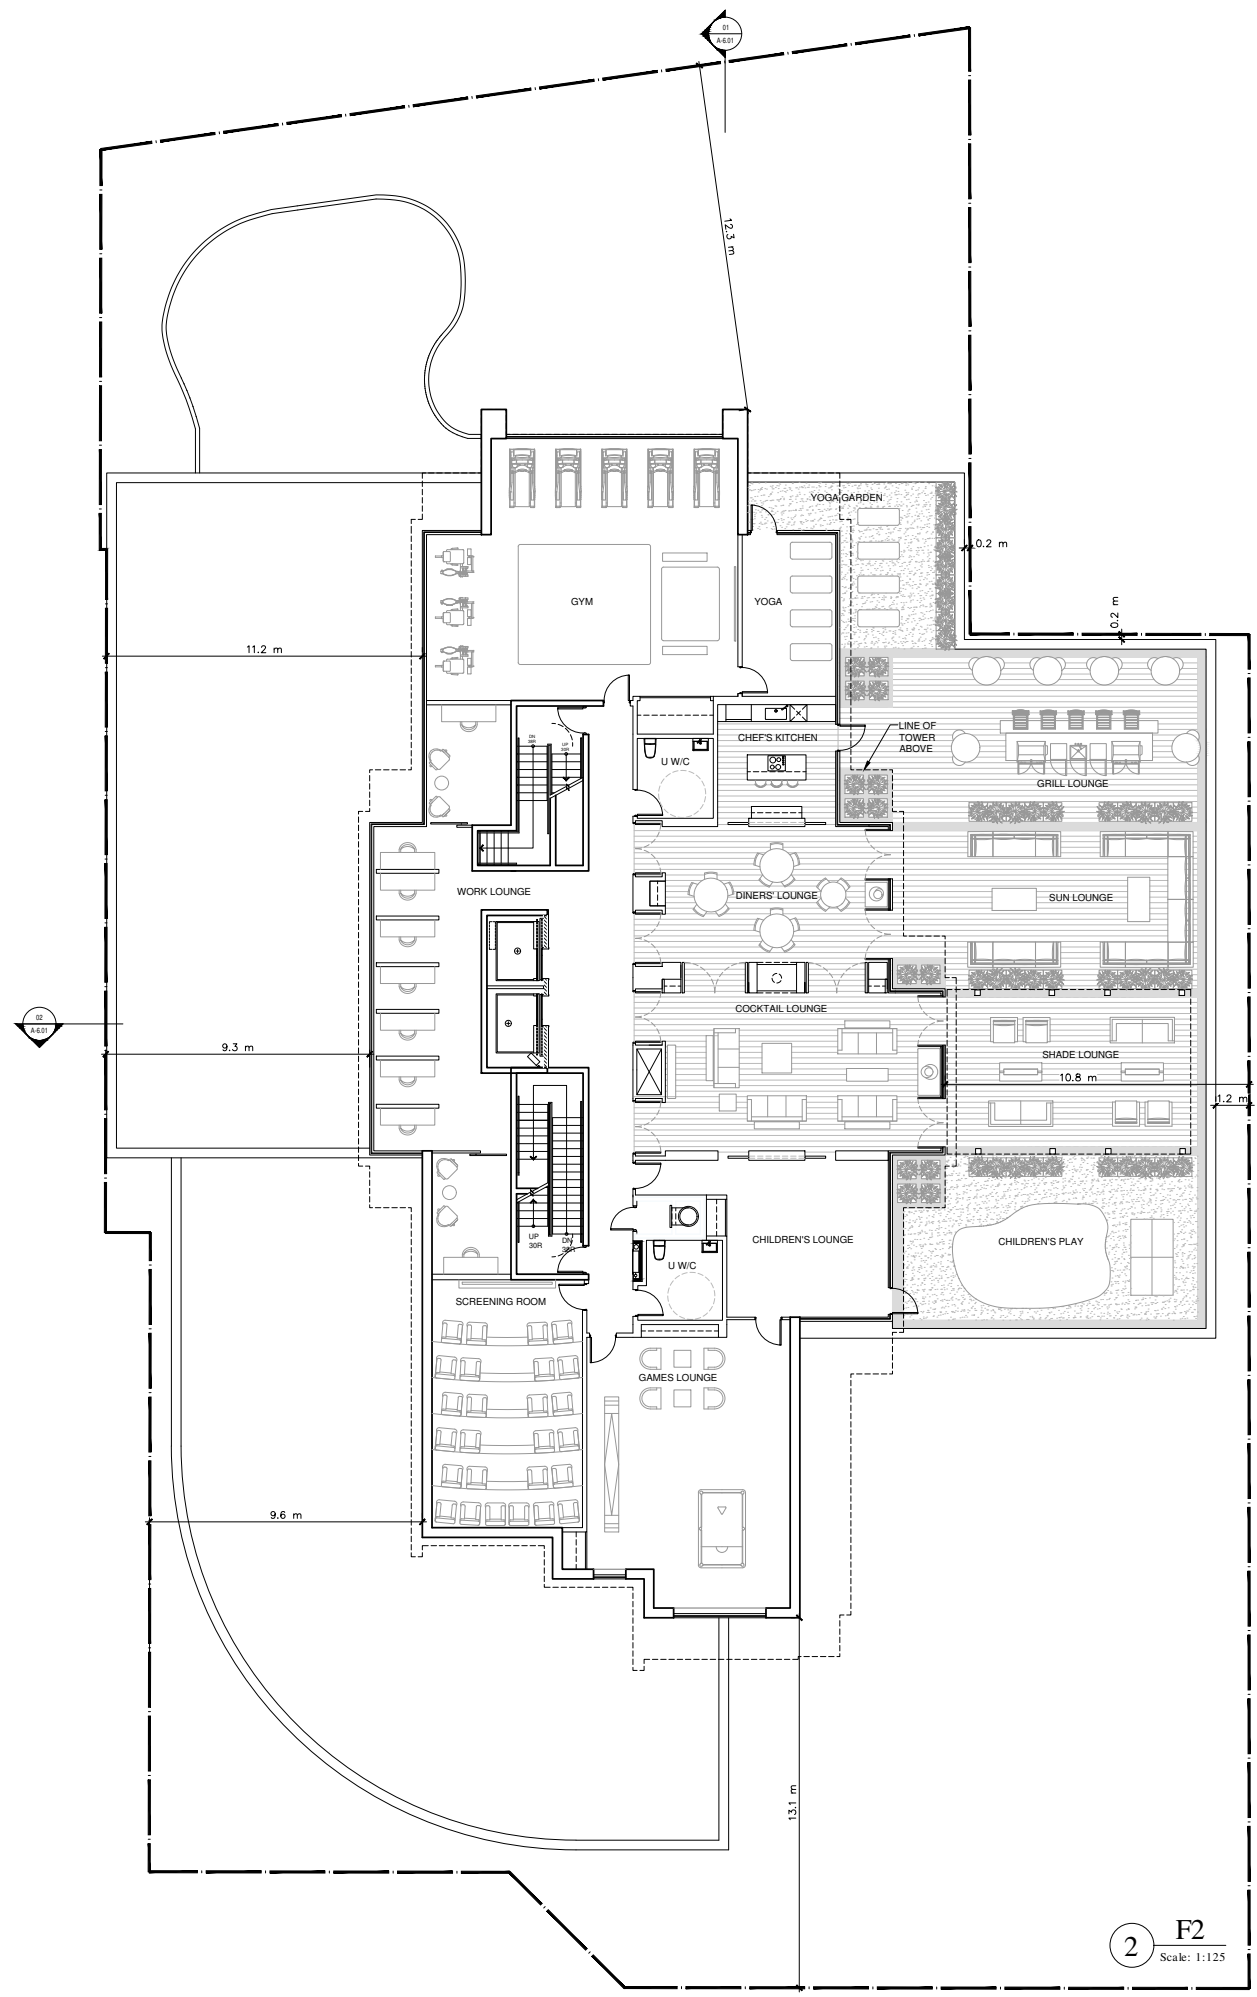 01
A-6.01
12.3 m
YOGA GARDEN
0.2 m
GYM
YOGA
0.2 m
11.2 m
LINE OF
TOWER
ABOVE
CHEF'S KITCHEN
DN
UP
U W/C
GRILL LOUNGE
WORK LOUNGE
DINERS' LOUNGE
SUN LOUNGE
COCKTAIL LOUNGE
02
A-6.01
9.3 m
SHADE LOUNGE
10.8 m
1.2 m
UP
30R
DN
CHILDREN'S LOUNGE
CHILDREN'S PLAY
U W/C
SCREENING ROOM
GAMES LOUNGE
9.6 m
13.1 m
2
F2
Scale: 1:125